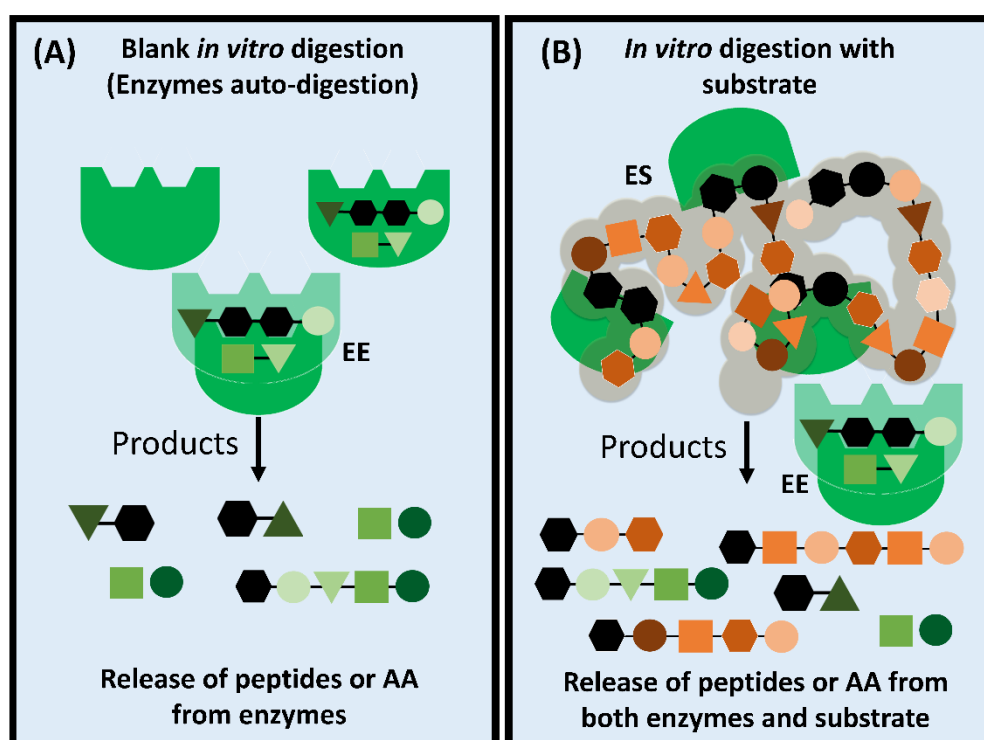 (A) Blank in vitro digestion
(Enzymes auto-digestion)
EE
Products
Release of peptides or AA
from enzymes
(B) In vitro digestion with
substrate
ES
Products
EE
Release of peptides or AA from
both enzymes and substrate